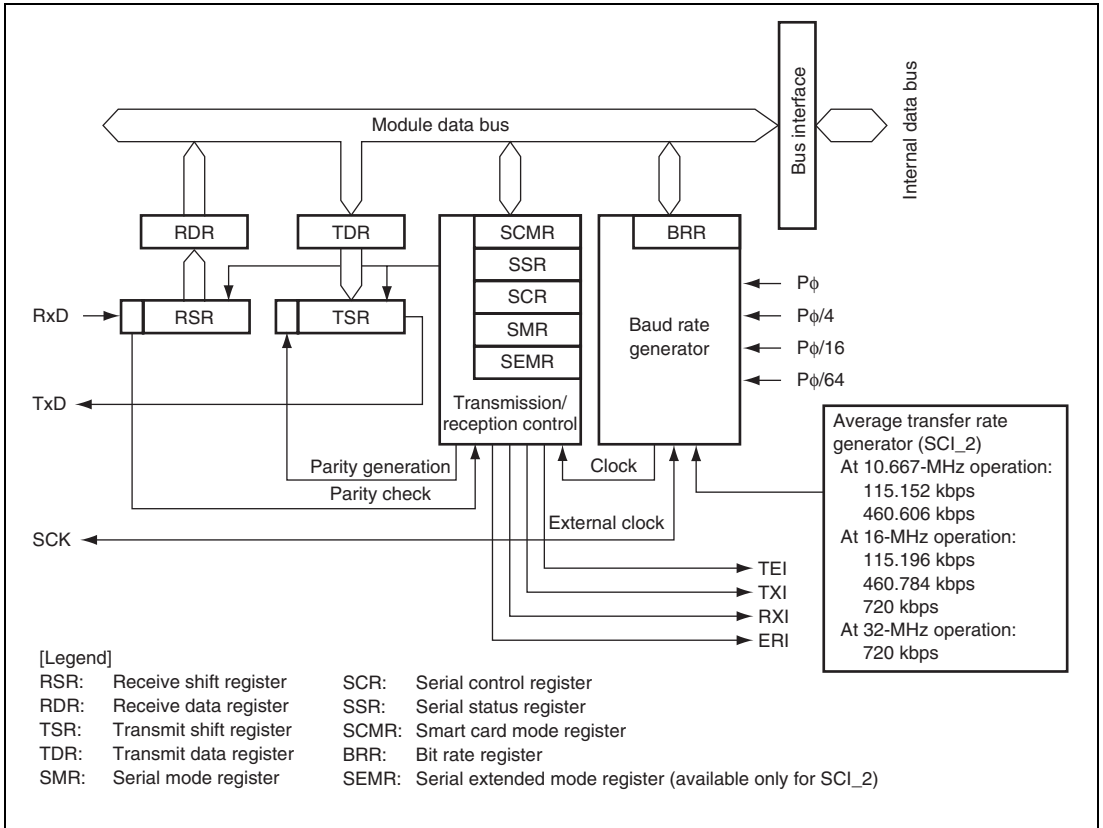 Module data bus
Bus interface
Internal data bus
RDR
TDR
SCMR
BRR
SSR
SCR
SMR
SEMR
RxD
RSR
TSR
Baud rate
generator
Pϕ
Pϕ/4
Pϕ/16
Pϕ/64
TxD
Transmission/
reception control
Parity generation
Parity check
Clock
External clock
SCK
TEI
TXI
RXI
ERI
Average transfer rate
generator (SCI_2)
At 10.667-MHz operation:
115.152 kbps
460.606 kbps
At 16-MHz operation:
115.196 kbps
460.784 kbps
720 kbps
At 32-MHz operation:
720 kbps
[Legend]
RSR: Receive shift register
RDR: Receive data register
TSR: Transmit shift register
TDR: Transmit data register
SMR: Serial mode register
SCR: Serial control register
SSR: Serial status register
SCMR: Smart card mode register
BRR: Bit rate register
SEMR: Serial extended mode register (available only for SCI_2)